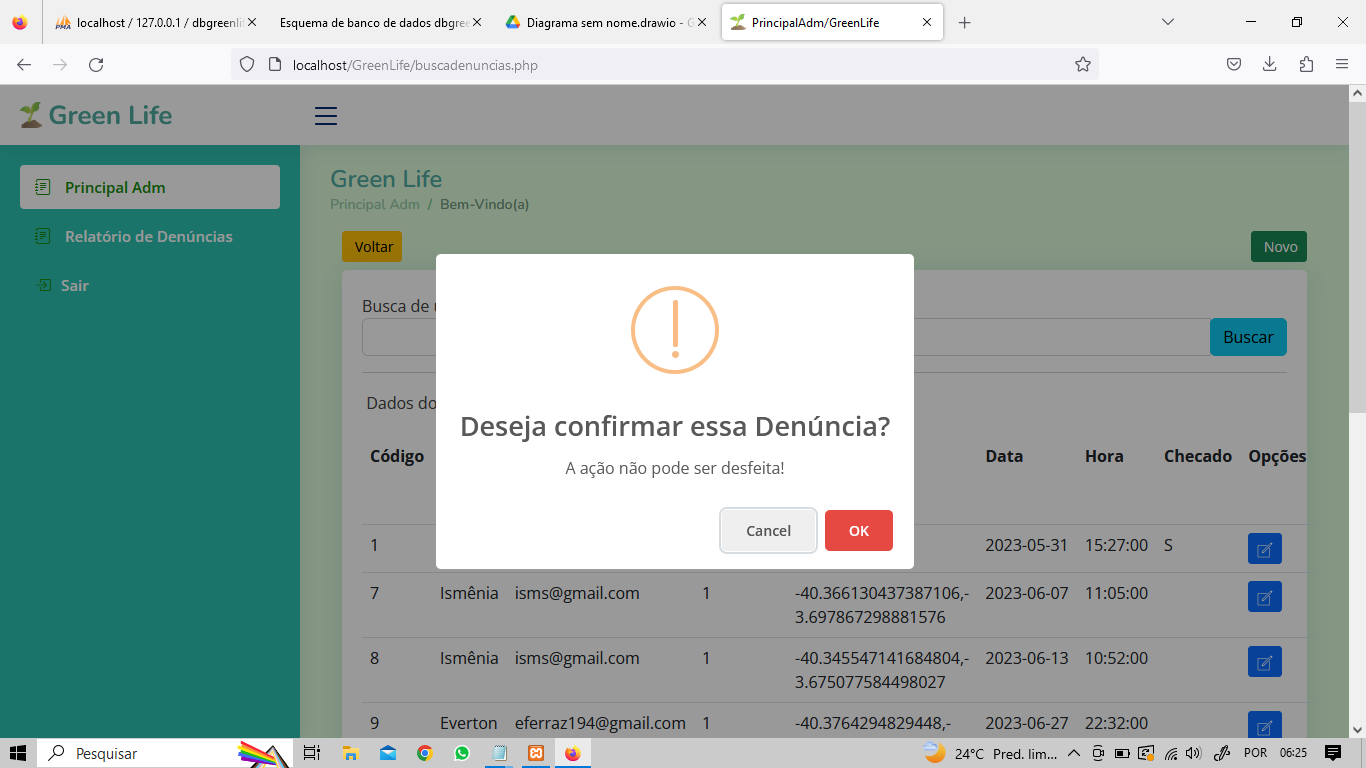 localhost / 127.0.0.1 / dbgreenlif
Esquema de banco de dados dbgree
Diagrama sem nome.drawio - G
PrincipalAdm/GreenLife
localhost/GreenLife/buscadenuncias.php
Green Life
Principal Adm
Relatório de Denúncias
Sair
Green Life
Principal Adm / Bem-Vindo(a)
Voltar
Novo
Busca de
Buscar
Dados do
Deseja confirmar essa Denúncia?
A ação não pode ser desfeita!
Cancel
OK
Código Data Hora Checado Opções
1 2023-05-31 15:27:00 S
7 Ismênia isms@gmail.com 1 -40.366130437387106,- 2023-06-07 11:05:00
3.697867298881576
8 Ismênia isms@gmail.com 1 -40.345547141684804,- 2023-06-13 10:52:00
3.675077584498027
9 Everton eferraz194@gmail.com 1 -40.3764294829448,- 2023-06-27 22:32:00
Pesquisar
24°C Pred. lim...
POR
06:25